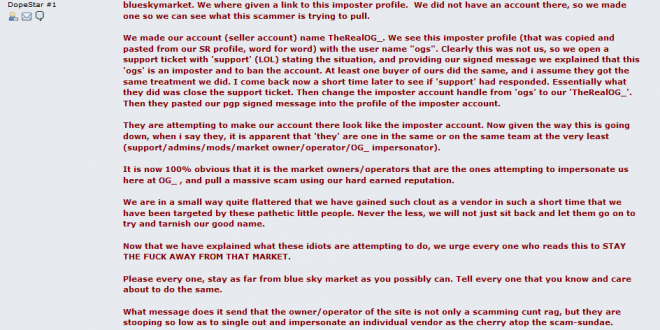 DopeStar #1
blueskymarket. We where given a link to this imposter profile. We did not have an account there, so we made
one so we can see what this scammer is trying to pull.
We made our account (seller account) name TheRealOG_. We see this imposter profile (that was copied and
pasted from our SR profile, word for word) with the user name "ogs". Clearly this was not us, so we open a
support ticket with 'support' (LOL) stating the situation, and providing our signed message we explained that this
'ogs' is an imposter and to ban the account. At least one buyer of ours did the same, and i assume they got the
same treatment we did. I come back now a short time later to see if 'support' had responded. Essentially what
they did was close the support ticket. Then change the imposter account handle from 'ogs' to our 'TheRealOG_'.
Then they pasted our pgp signed message into the profile of the imposter account.
They are attempting to make our account there look like the imposter account. Now given the way this is going
down, when i say they, it is apparent that 'they' are one in the same or on the same team at the very least
(support/admins/mods/market owner/operator/OG_ impersonator).
It is now 100% obvious that it is the market owners/operators that are the ones attempting to impersonate us
here at OG_ , and pull a massive scam using our hard earned reputation.
We are in a small way quite flattered that we have gained such clout as a vendor in such a short time that we
have been targeted by these pathetic little people. Never the less, we will not just sit back and let them go on to
try and tarnish our good name.
Now that we have explained what these idiots are attempting to do, we urge every one who reads this to STAY
THE FUCK AWAY FROM THAT MARKET.
Please every one, stay as far from blue sky market as you possibly can. Tell every one that you know and care
about to do the same.
What message does it send that the owner/operator of the site is not only a scamming cunt rag, but they are
stooping so low as to single out and impersonate an individual vendor as the cherry atop the scam-sundae.